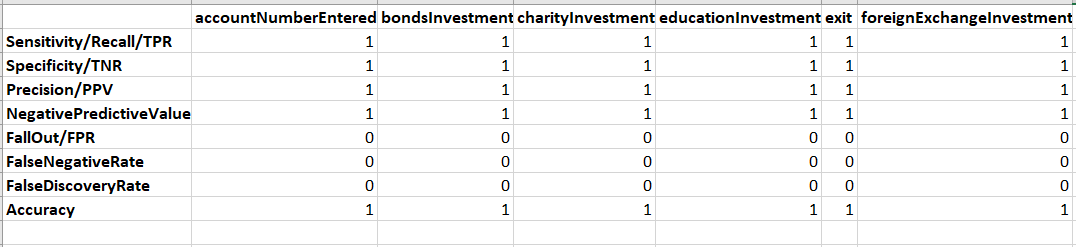 accountNumberEntered bondsInvestment charityInvestment educationInvestment exit foreignExchangeInvestment
Sensitivity/Recall/TPR 1 1 1 1 1 1
Specificity/TNR 1 1 1 1 1 1
Precision/PPV 1 1 1 1 1 1
NegativePredictiveValue 1 1 1 1 1 1
FallOut/FPR 0 0 0 0 0 0
FalseNegativeRate 0 0 0 0 0 0
FalseDiscoveryRate 0 0 0 0 0 0
Accuracy 1 1 1 1 1 1